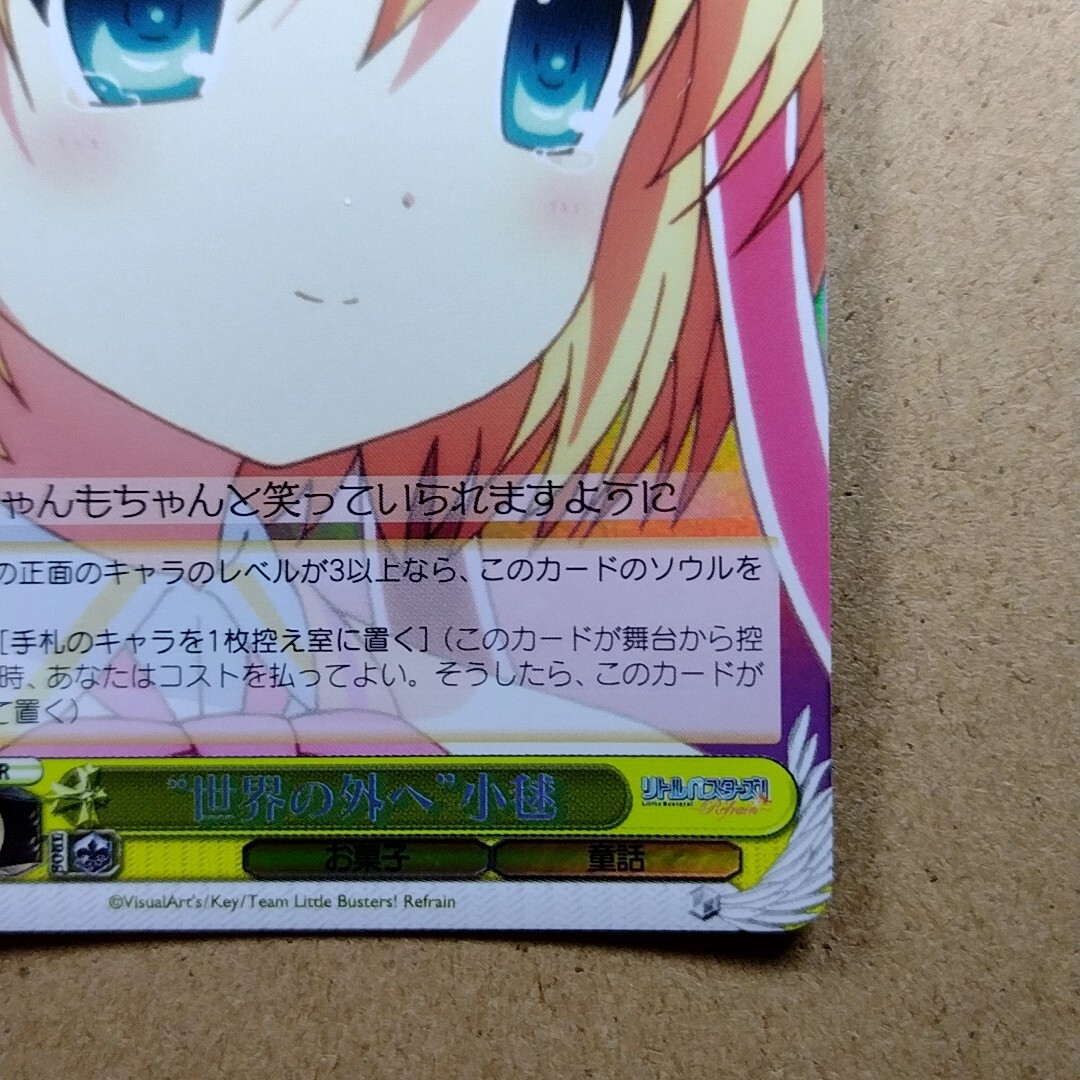 ゃんもちゃんと笑っていられますように
の正面のキャラのレベルが3以上なら、このカードのソウルを
［手札のキャラを1枚控え室に置く］（このカードが舞台から控
時、あなたはコストを払ってよい。そうしたら、このカードが
て置く）
R
“世界の外へ”小毬
リトルバスターズ!
Little Busters!
Refrain
SOUL
お菓子
童話
©VisualArt's/Key/Team Little Busters! Refrain